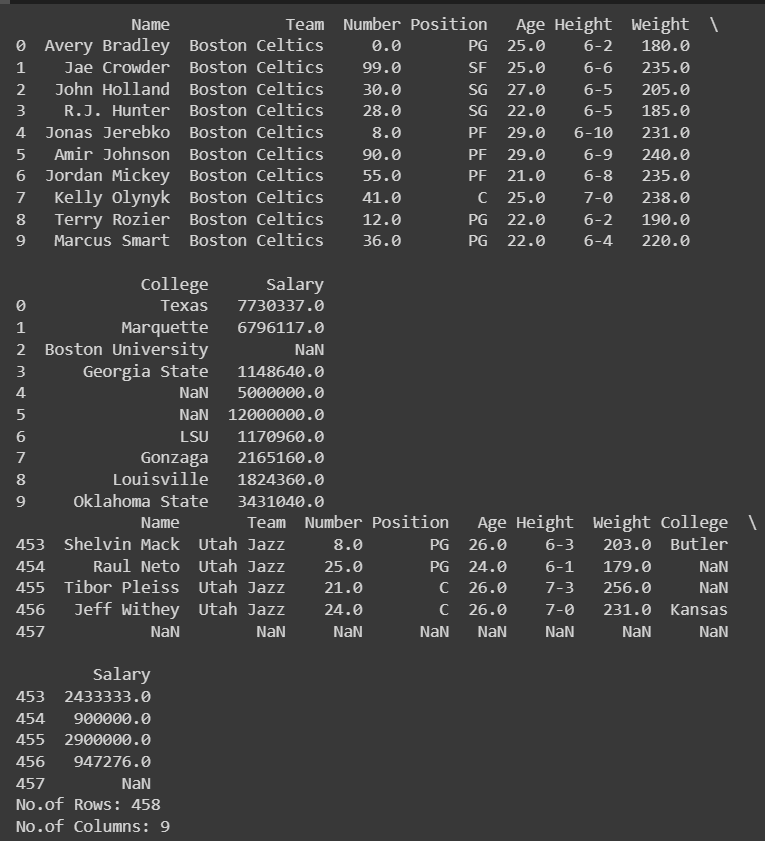 Name            Team  Number Position   Age Height  Weight  \
0  Avery Bradley  Boston Celtics     0.0       PG  25.0    6-2   180.0
1    Jae Crowder  Boston Celtics    99.0       SF  25.0    6-6   235.0
2   John Holland  Boston Celtics    30.0       SG  27.0    6-5   205.0
3    R.J. Hunter  Boston Celtics    28.0       SG  22.0    6-5   185.0
4  Jonas Jerebko  Boston Celtics     8.0       PF  29.0   6-10   231.0
5   Amir Johnson  Boston Celtics    90.0       PF  29.0    6-9   240.0
6  Jordan Mickey  Boston Celtics    55.0       PF  21.0    6-8   235.0
7   Kelly Olynyk  Boston Celtics    41.0        C  25.0    7-0   238.0
8   Terry Rozier  Boston Celtics    12.0       PG  22.0    6-2   190.0
9   Marcus Smart  Boston Celtics    36.0       PG  22.0    6-4   220.0

             College      Salary
0              Texas   7730337.0
1          Marquette   6796117.0
2  Boston University         NaN
3      Georgia State   1148640.0
4                NaN   5000000.0
5                NaN  12000000.0
6                LSU   1170960.0
7            Gonzaga   2165160.0
8         Louisville   1824360.0
9     Oklahoma State   3431040.0
             Name       Team  Number Position   Age Height  Weight College  \
453  Shelvin Mack  Utah Jazz     8.0       PG  26.0    6-3   203.0  Butler
454     Raul Neto  Utah Jazz    25.0       PG  24.0    6-1   179.0     NaN
455  Tibor Pleiss  Utah Jazz    21.0        C  26.0    7-3   256.0     NaN
456   Jeff Withey  Utah Jazz    24.0        C  26.0    7-0   231.0  Kansas
457           NaN        NaN     NaN      NaN   NaN    NaN     NaN     NaN

        Salary
453  2433333.0
454   900000.0
455  2900000.0
456   947276.0
457        NaN
No.of Rows: 458
No.of Columns: 9